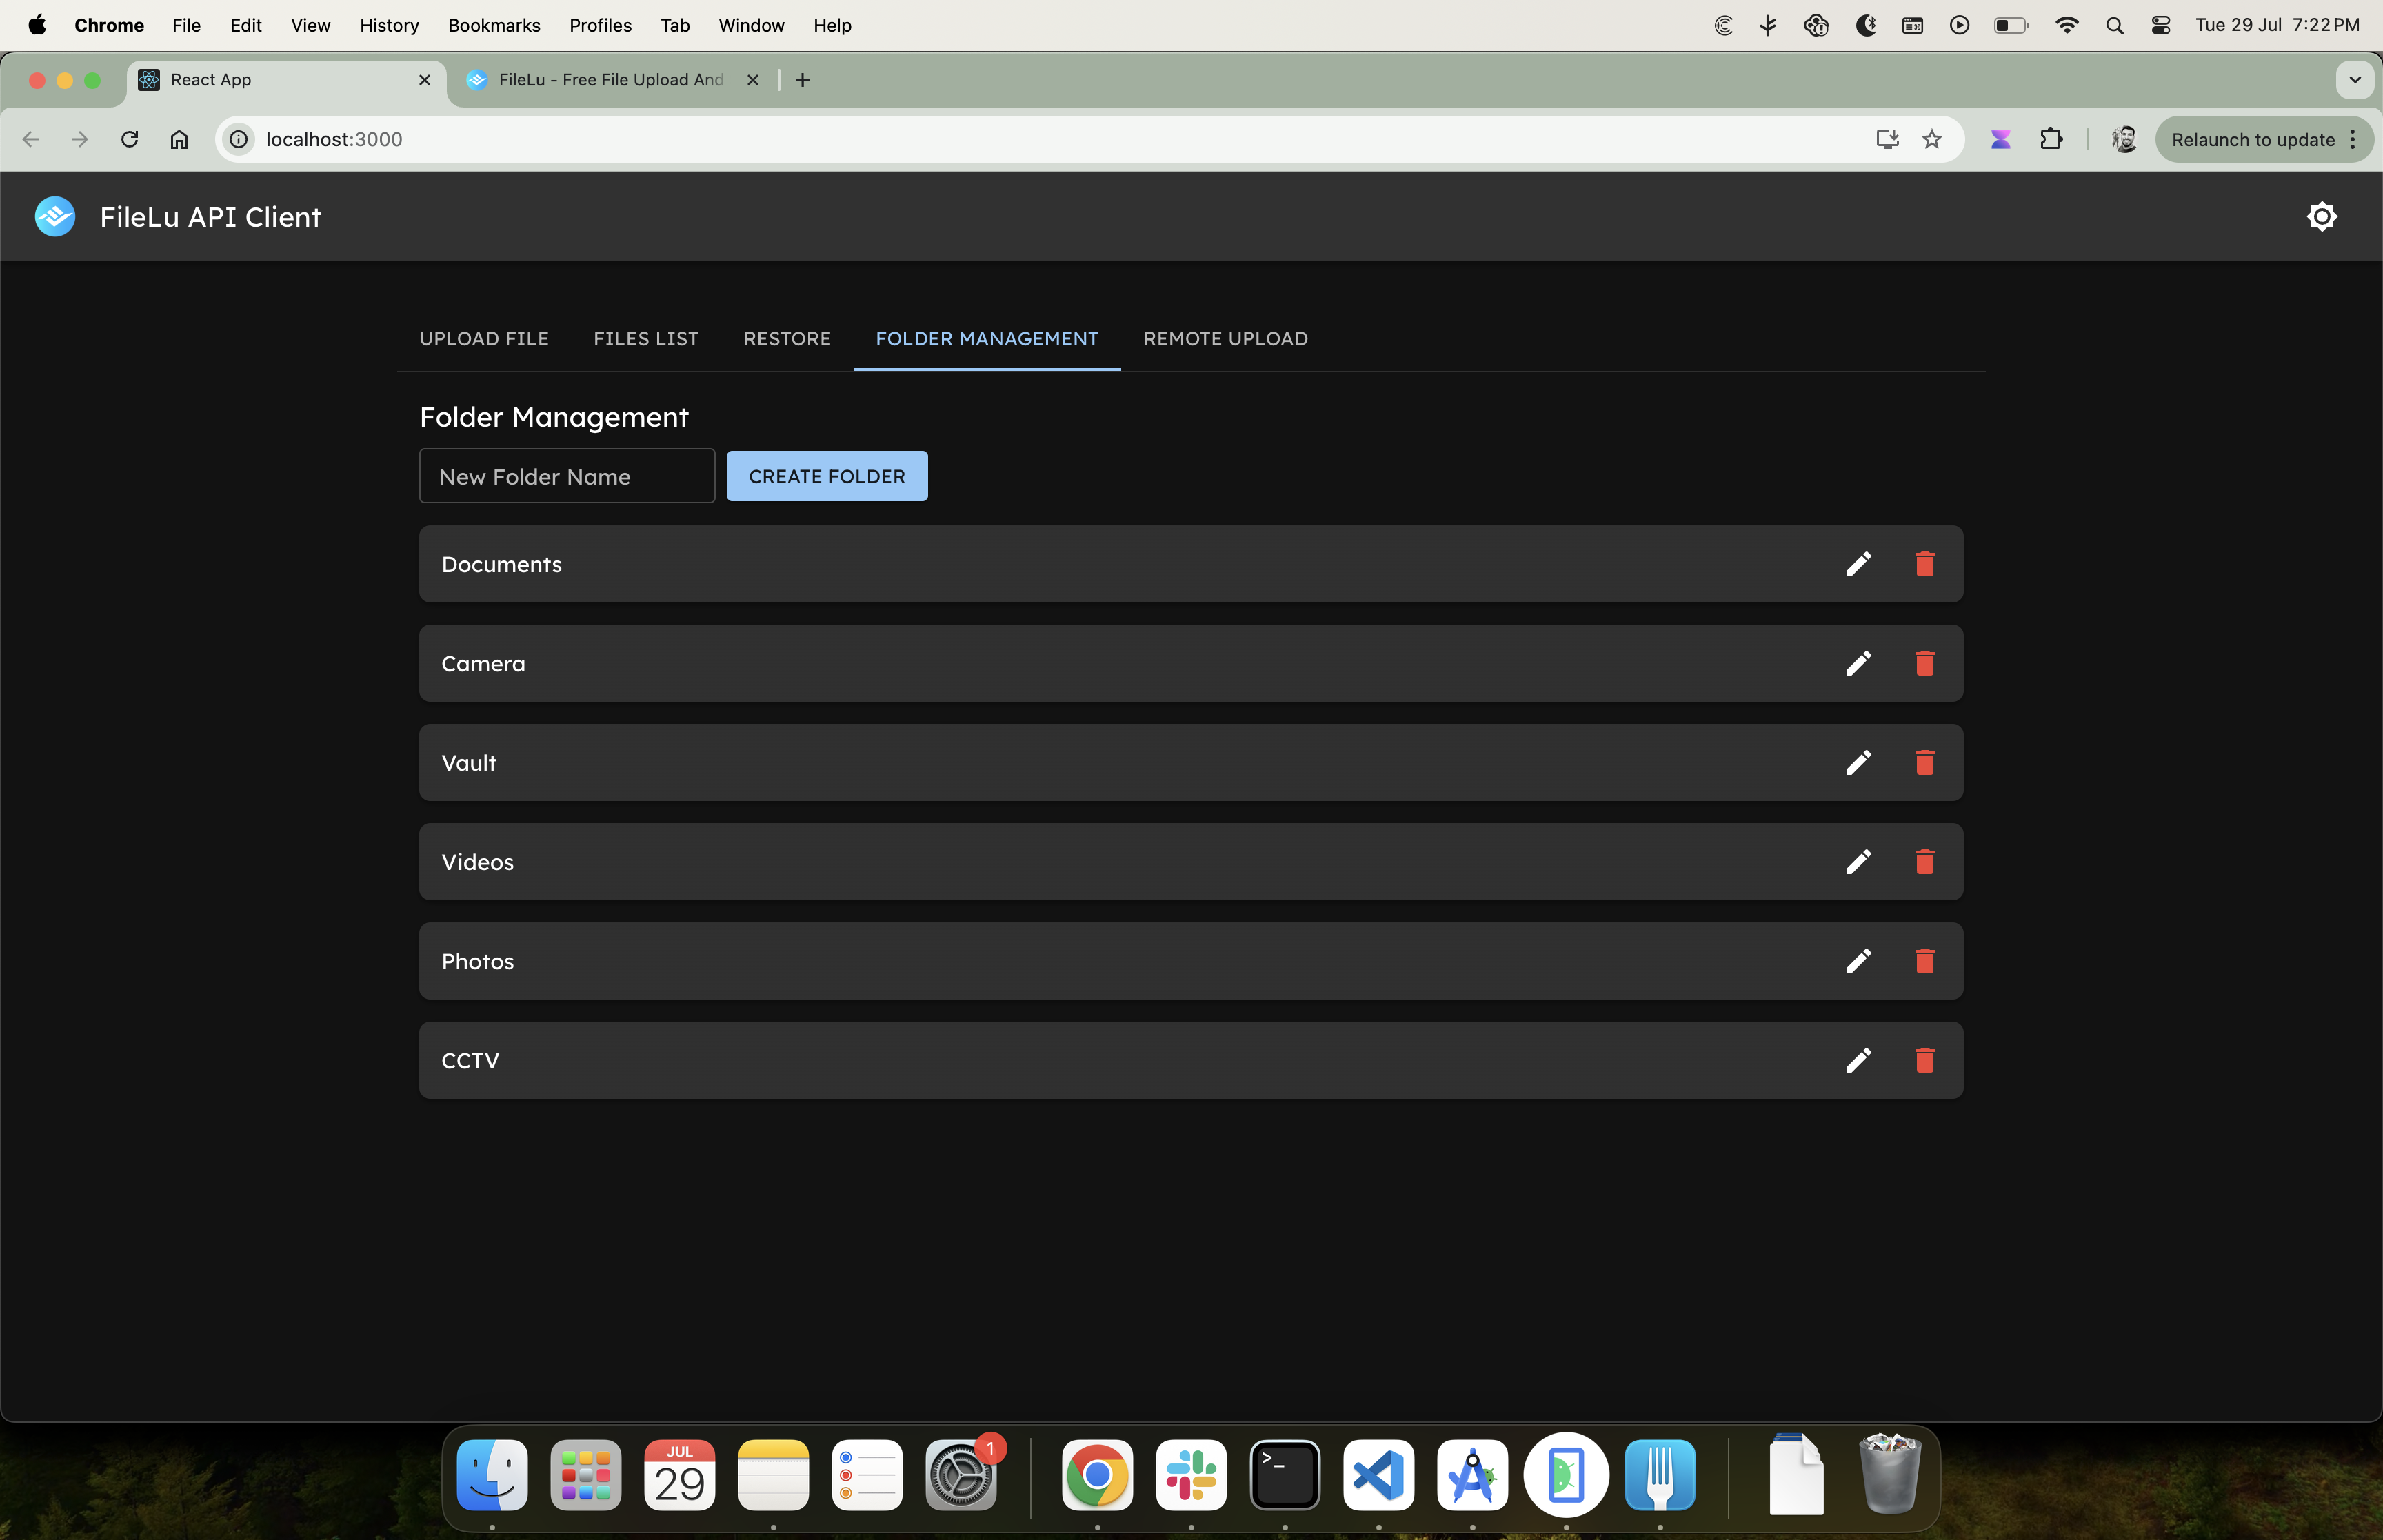 Chrome File Edit View History Bookmarks Profiles Tab Window Help Tue 29 Jul 7:22 PM
React App FileLu - Free File Upload And
localhost:3000 Relaunch to update
FileLu API Client
UPLOAD FILE FILES LIST RESTORE FOLDER MANAGEMENT REMOTE UPLOAD
Folder Management
New Folder Name CREATE FOLDER
Documents
Camera
Vault
Videos
Photos
CCTV
JUL 1
29